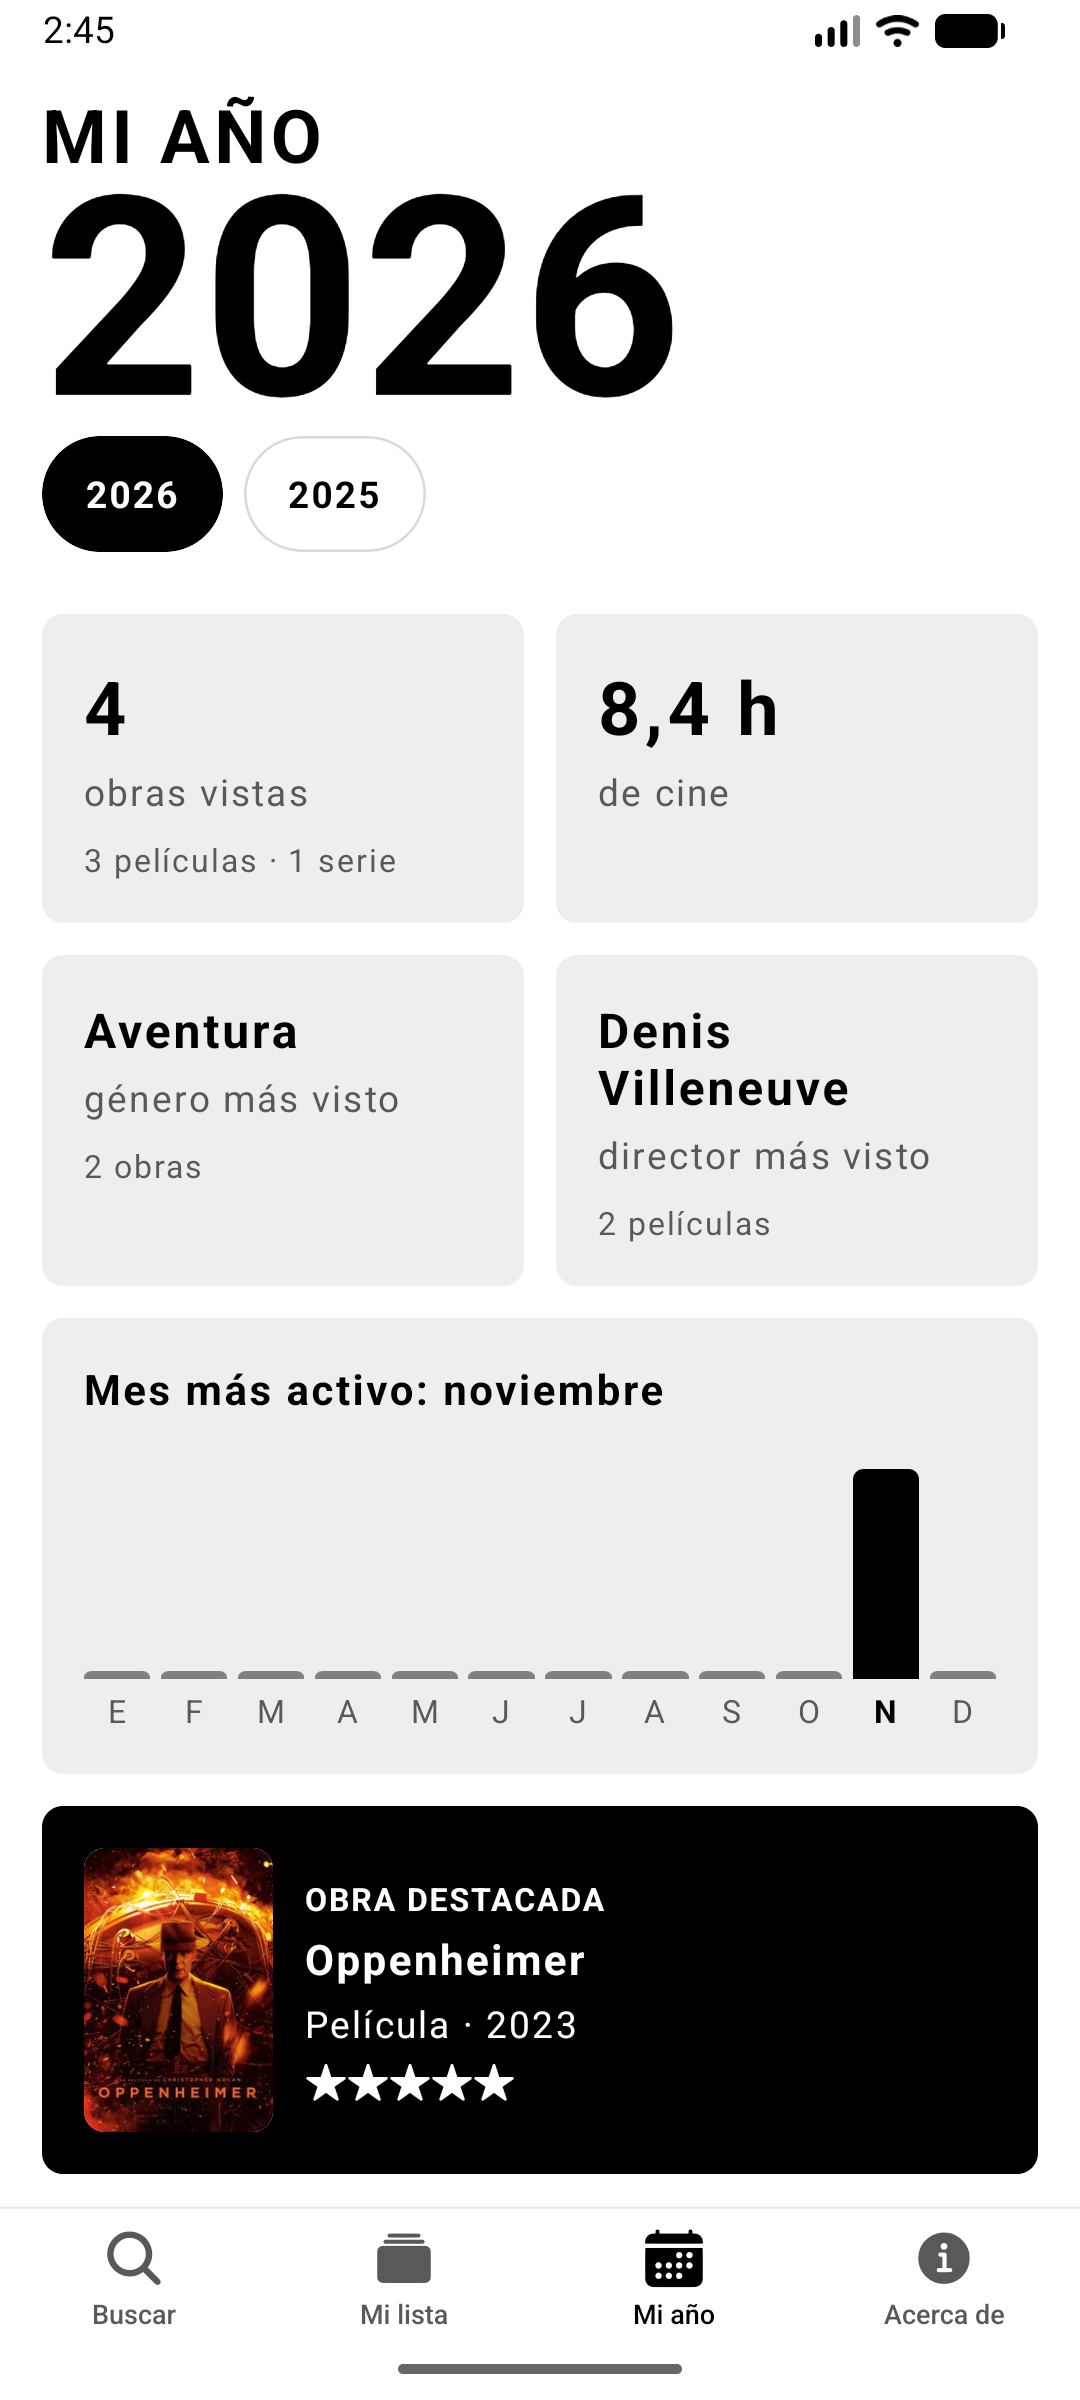 2:45
MI AÑO
2026
2026
2025
4
obras vistas
3 películas · 1 serie
8,4 h
de cine
Aventura
género más visto
2 obras
Denis
Villeneuve
director más visto
2 películas
Mes más activo: noviembre
E F M A M J J A S O N D
OBRA DESTACADA
Oppenheimer
Película · 2023
CHRISTOPHER NOLAN
OPPENHEIMER
Buscar
Mi lista
Mi año
Acerca de